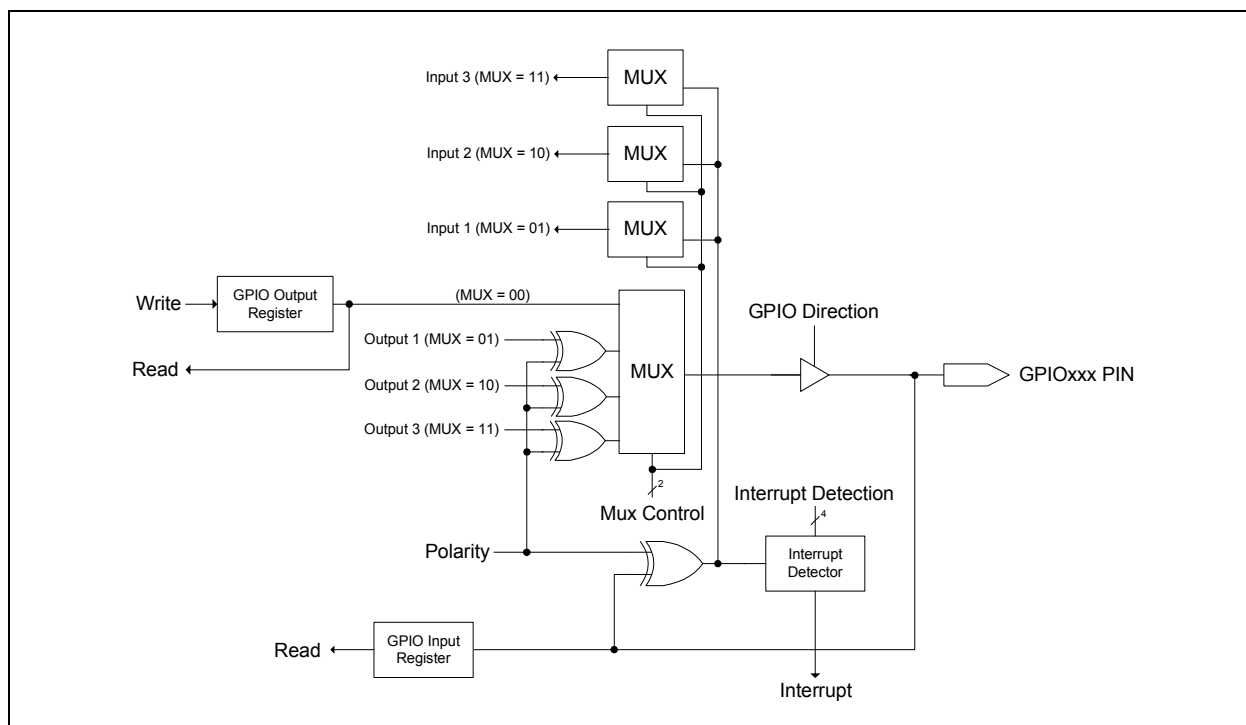 Input 3 (MUX = 11)
MUX
Input 2 (MUX = 10)
MUX
Input 1 (MUX = 01)
MUX
Write
GPIO Output
Register
(MUX = 00)
Read
Output 1 (MUX = 01)
Output 2 (MUX = 10)
Output 3 (MUX = 11)
MUX
GPIO Direction
GPIOxxx PIN
2
Mux Control
Interrupt Detection
4
Polarity
Interrupt
Detector
Read
GPIO Input
Register
Interrupt